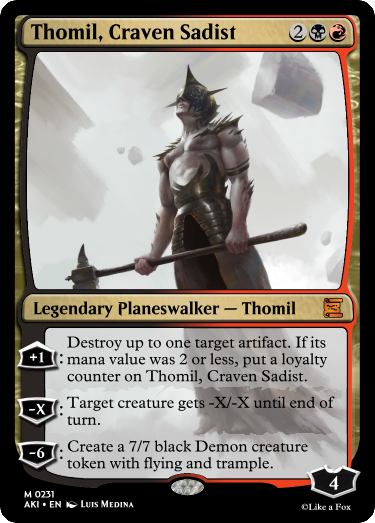 Thomil, Craven Sadist 2
Legendary Planeswalker — Thomil
+1: Destroy up to one target artifact. If its
mana value was 2 or less, put a loyalty
counter on Thomil, Craven Sadist.
-X: Target creature gets -X/-X until end of
turn.
-6: Create a 7/7 black Demon creature
token with flying and trample.
4
M 0231
AKI • EN Luis Medina
©Like a Fox